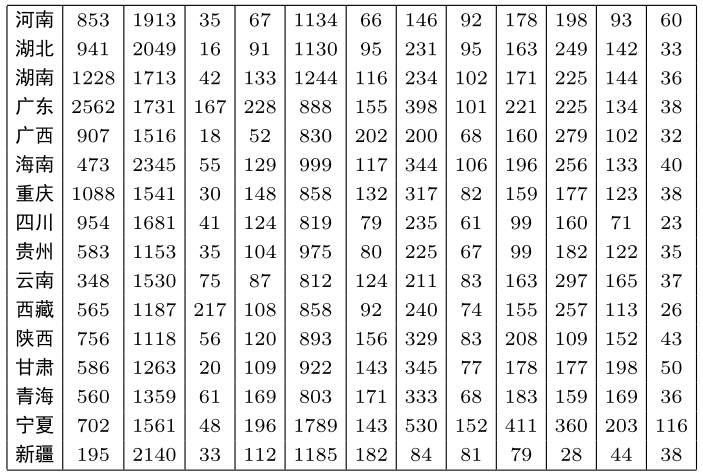 河南 853 1913 35 67 1134 66 146 92 178 198 93 60
湖北 941 2049 16 91 1130 95 231 95 163 249 142 33
湖南 1228 1713 42 133 1244 116 234 102 171 225 144 36
广东 2562 1731 167 228 888 155 398 101 221 225 134 38
广西 907 1516 18 52 830 202 200 68 160 279 102 32
海南 473 2345 55 129 999 117 344 106 196 256 133 40
重庆 1088 1541 30 148 858 132 317 82 159 177 123 38
四川 954 1681 41 124 819 79 235 61 99 160 71 23
贵州 583 1153 35 104 975 80 225 67 99 182 122 35
云南 348 1530 75 87 812 124 211 83 163 297 165 37
西藏 565 1187 217 108 858 92 240 74 155 257 113 26
陕西 756 1118 56 120 893 156 329 83 208 109 152 43
甘肃 586 1263 20 109 922 143 345 77 178 177 198 50
青海 560 1359 61 169 803 171 333 68 183 159 169 36
宁夏 702 1561 48 196 1789 143 530 152 411 360 203 116
新疆 195 2140 33 112 1185 182 84 81 79 28 44 38